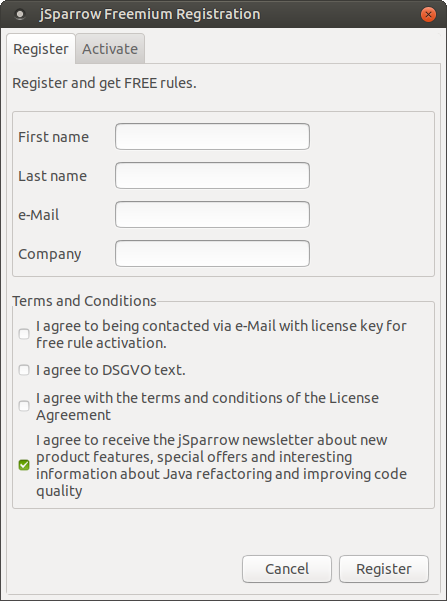 jSparrow Freemium Registration
Register Activate
Register and get FREE rules.
First name
Last name
e-Mail
Company
Terms and Conditions
I agree to being contacted via e-Mail with license key for
free rule activation.
I agree to DSGVO text.
I agree with the terms and conditions of the License
Agreement
I agree to receive the jSparrow newsletter about new
product features, special offers and interesting
information about Java refactoring and improving code
quality
Cancel Register